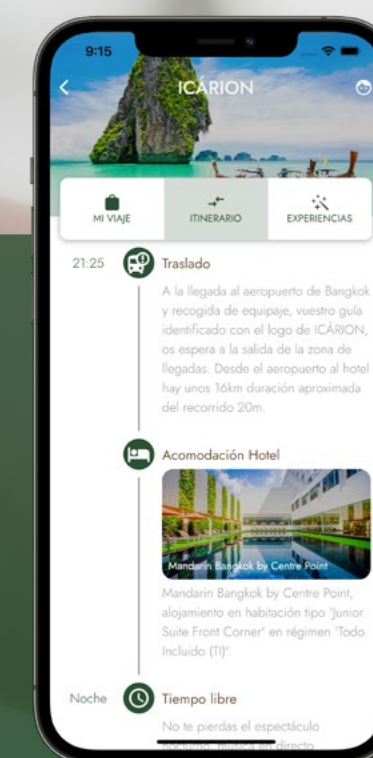 9:15
ICÁRION
MI VIAJE
ITINERARIO
EXPERIENCIAS
21:25
Traslado
A la llegada al aeropuerto de Bangkok
y recogida de equipaje, vuestro guía
identificado con el logo de ICÁRION,
os espera a la salida de la zona de
llegadas. Desde el aeropuerto al hotel
hay unos 16km duración aproximada
del recorrido 20m.
Acomodación Hotel
Mandarin Bangkok by Centre Point
Mandarin Bangkok by Centre Point,
alojamiento en habitación tipo 'Junior
Suite Front Corner' en régimen 'Todo
Incluido (TI)'.
Noche
Tiempo libre
No te pierdas el espectáculo
nocturno, música en directo